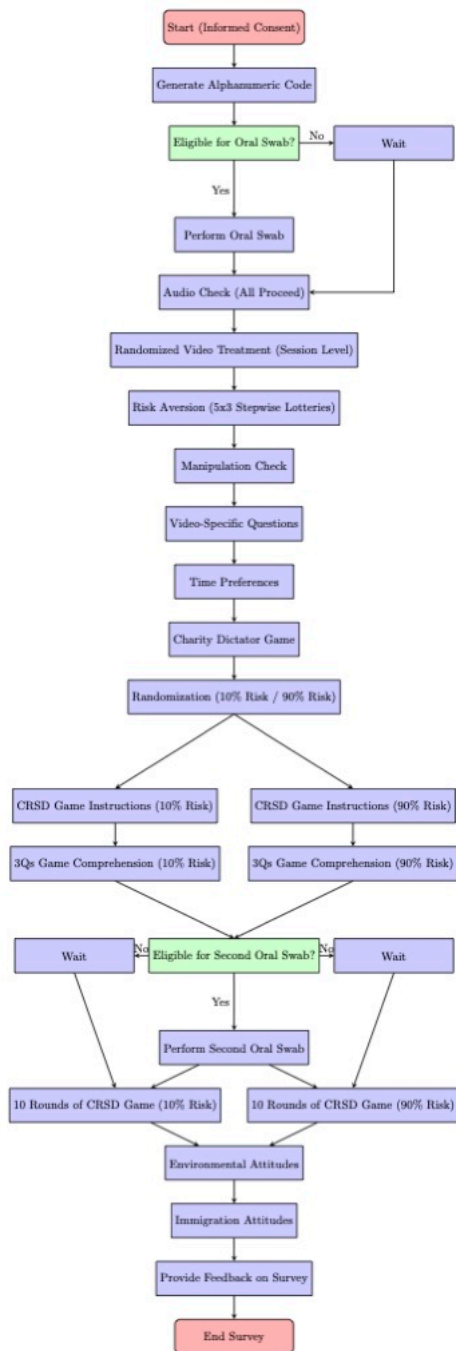 Start (Informed Consent)
Generate Alphanumeric Code
Eligible for Oral Swab?
No
Wait
Yes
Perform Oral Swab
Audio Check (All Proceed)
Randomized Video Treatment (Session Level)
Risk Aversion (5x3 Stepwise Lotteries)
Manipulation Check
Video-Specific Questions
Time Preferences
Charity Dictator Game
Randomization (10% Risk / 90% Risk)
CRSD Game Instructions (10% Risk)
CRSD Game Instructions (90% Risk)
3Qs Game Comprehension (10% Risk)
3Qs Game Comprehension (90% Risk)
Wait
No
Eligible for Second Oral Swab?
No
Wait
Yes
Perform Second Oral Swab
10 Rounds of CRSD Game (10% Risk)
10 Rounds of CRSD Game (90% Risk)
Environmental Attitudes
Immigration Attitudes
Provide Feedback on Survey
End Survey